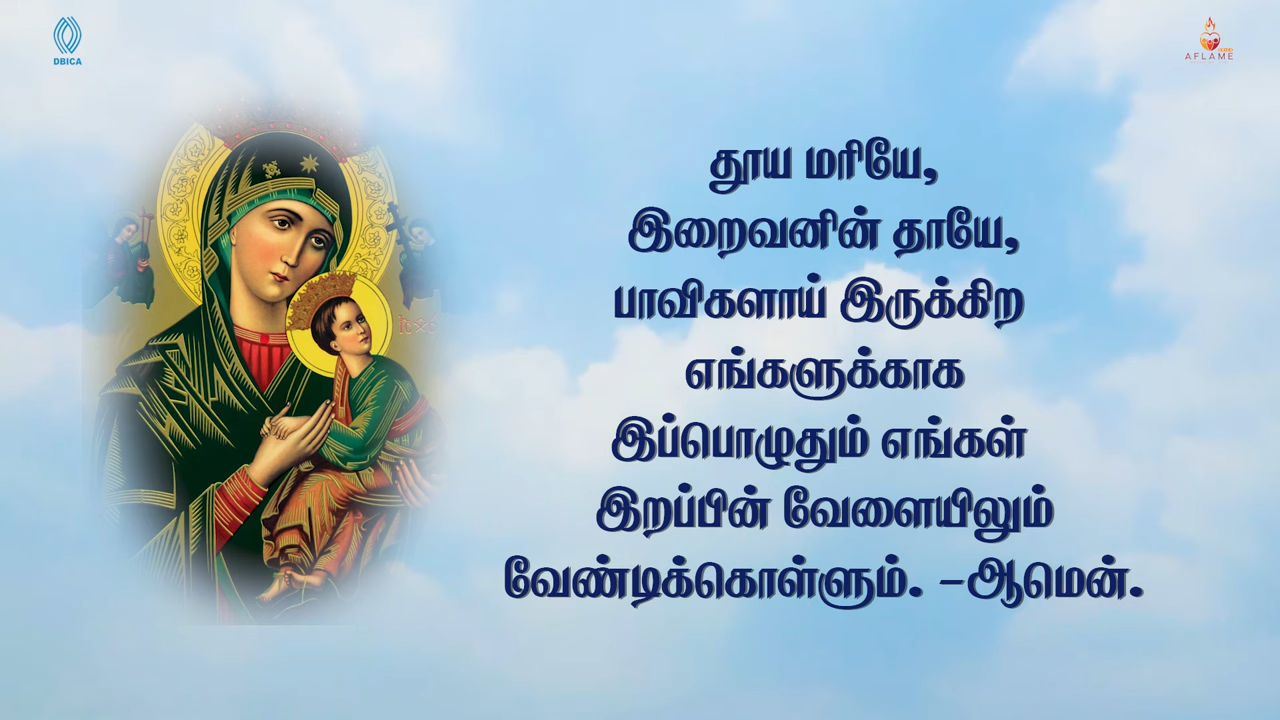 DBICA
AFLAME
தூய மரியே,
இறைவனின் தாயே,
பாவிகளாய் இருக்கிற
எங்களுக்காக
இப்பொழுதும் எங்கள்
இறப்பின் வேளையிலும்
வேண்டிக்கொள்ளும். -ஆமென்.